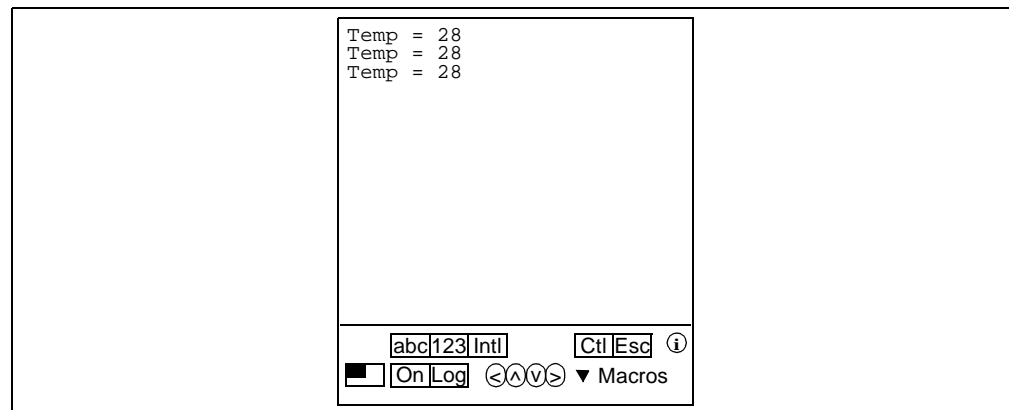 Temp = 28
Temp = 28
Temp = 28
abc 123 Intl Ctl Esc i
On Log < ^ v > ▼ Macros